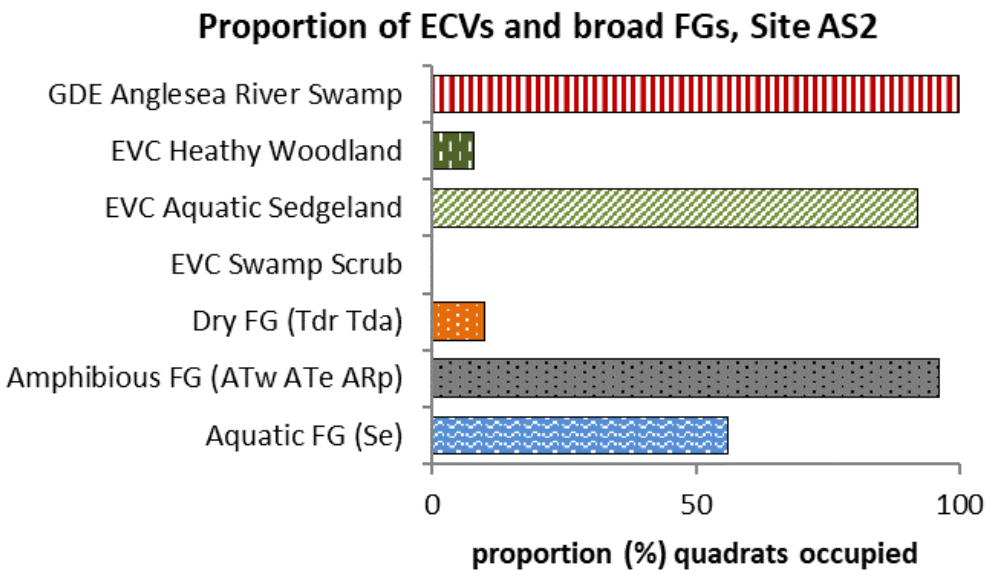 Proportion of ECVs and broad FGs, Site AS2
GDE Anglesea River Swamp
EVC Heathy Woodland
EVC Aquatic Sedgeland
EVC Swamp Scrub
Dry FG (Tdr Tda)
Amphibious FG (ATw ATe ARp)
Aquatic FG (Se)
0 50 100
proportion (%) quadrats occupied